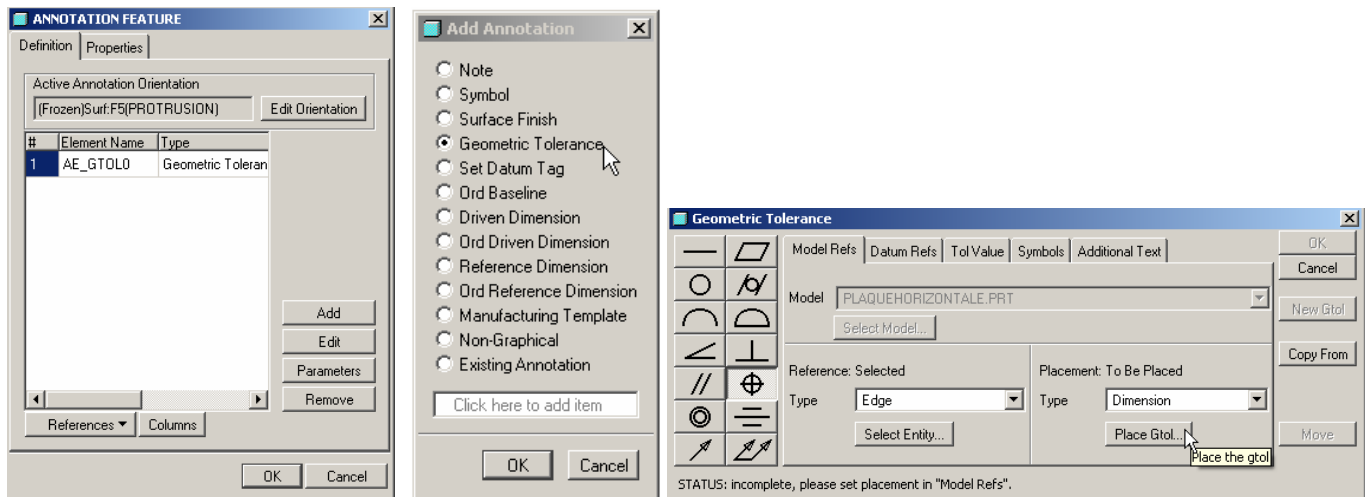 ANNOTATION FEATURE
Definition
Properties
Active Annotation Orientation
(Frozen)Surf:F5(PROTRUSION)
Edit Orientation
# Element Name Type
1 AE_GTOL0 Geometric Toleran
Add
Edit
Parameters
Remove
References
Columns
OK
Cancel
Add Annotation
Note
Symbol
Surface Finish
Geometric Tolerance
Set Datum Tag
Ord Baseline
Driven Dimension
Ord Driven Dimension
Reference Dimension
Ord Reference Dimension
Manufacturing Template
Non-Graphical
Existing Annotation
Click here to add item
OK
Cancel
Geometric Tolerance
Model Refs
Datum Refs
Tol Value
Symbols
Additional Text
OK
Cancel
New Gtol
Copy From
Move
Model PLAQUEHORIZONTALE.PRT
Select Model...
Reference: Selected
Type Edge
Select Entity...
Placement: To Be Placed
Type Dimension
Place Gtol...
Place the gtol
STATUS: incomplete, please set placement in "Model Refs".